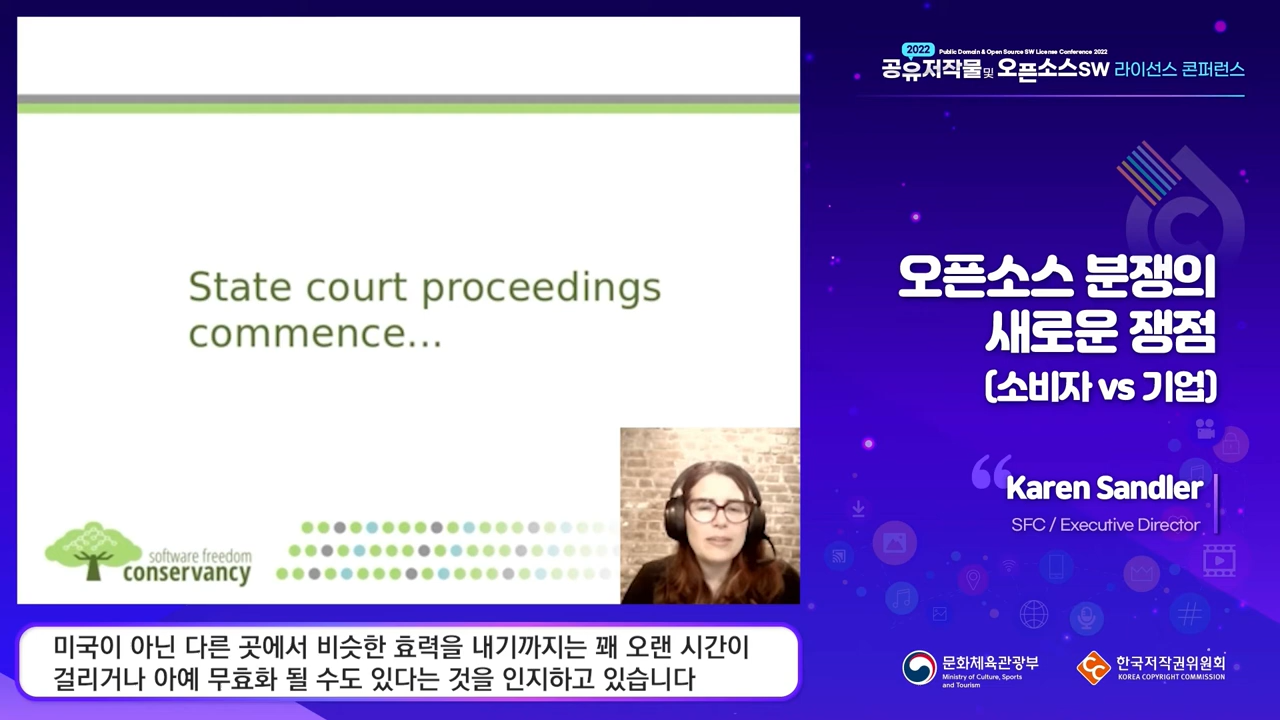 State court proceedings
commence...
software freedom
conservancy
미국이 아닌 다른 곳에서 비슷한 효력을 내기까지는 꽤 오랜 시간이
걸리거나 아예 무효화 될 수도 있다는 것을 인지하고 있습니다
2022 Public Domain & Open Source SW License Conference 2022
공유저작물 및 오픈소스SW 라이선스 콘퍼런스
오픈소스 분쟁의
새로운 쟁점
(소비자 vs 기업)
“Karen Sandler
SFC / Executive Director
문화체육관광부
Ministry of Culture, Sports
and Tourism
한국저작권위원회
KOREA COPYRIGHT COMMISSION